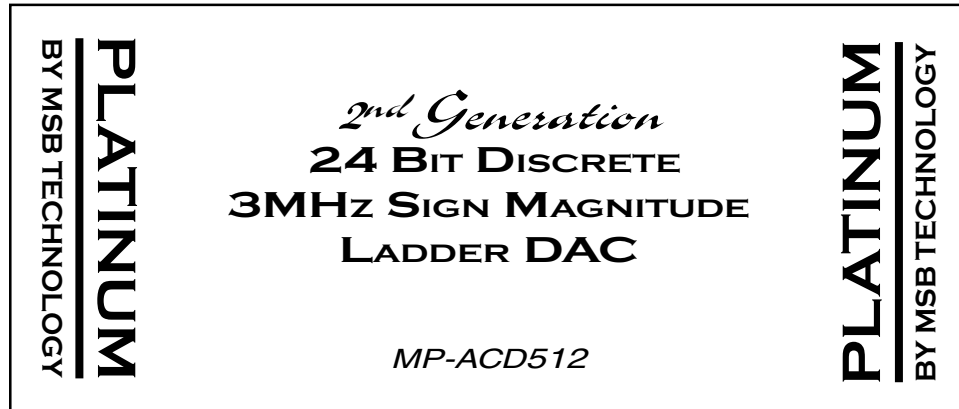 PLATINUM
BY MSB TECHNOLOGY
2nd Generation
24 BIT DISCRETE
3MHZ SIGN MAGNITUDE
LADDER DAC
MP-ACD512
PLATINUM
BY MSB TECHNOLOGY